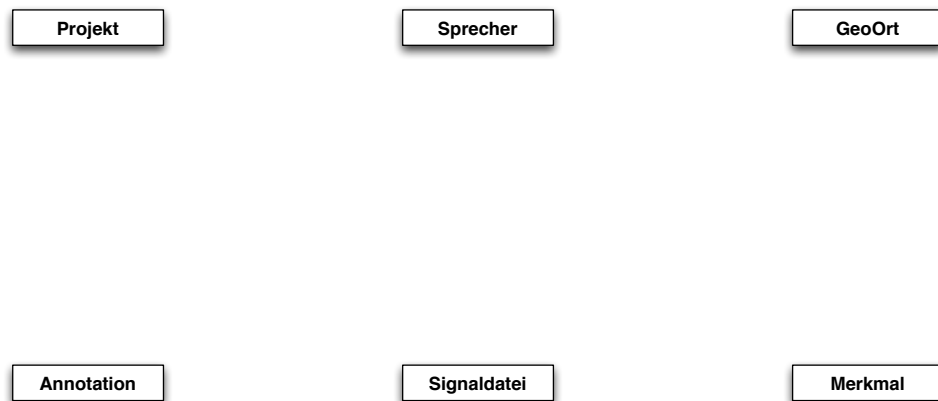 Projekt
Sprecher
GeoOrt
Annotation
Signaldatei
Merkmal